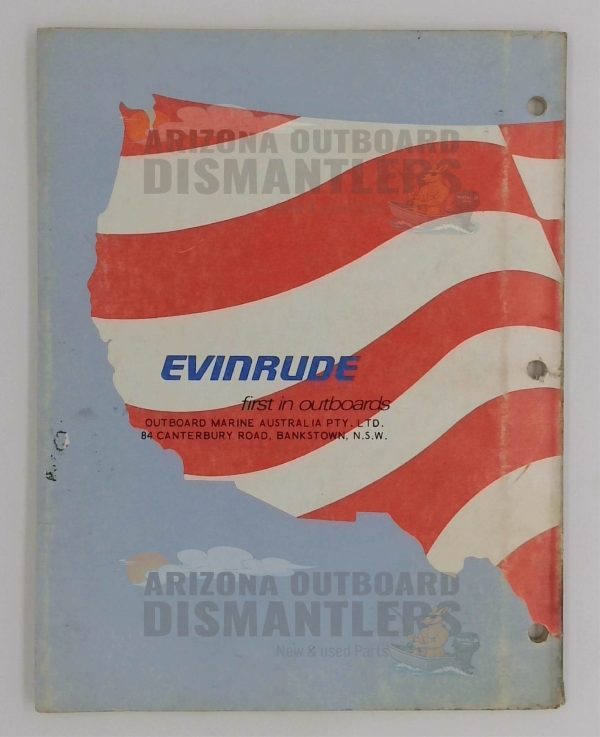 ARIZONA OUTBOARD
DISMANTLERS
EVINRUDE
first in outboards
OUTBOARD MARINE AUSTRALIA PTY. LTD.
84 CANTERBURY ROAD, BANKSTOWN, N.S.W.
ARIZONA OUTBOARD
DISMANTLERS
New & used Parts